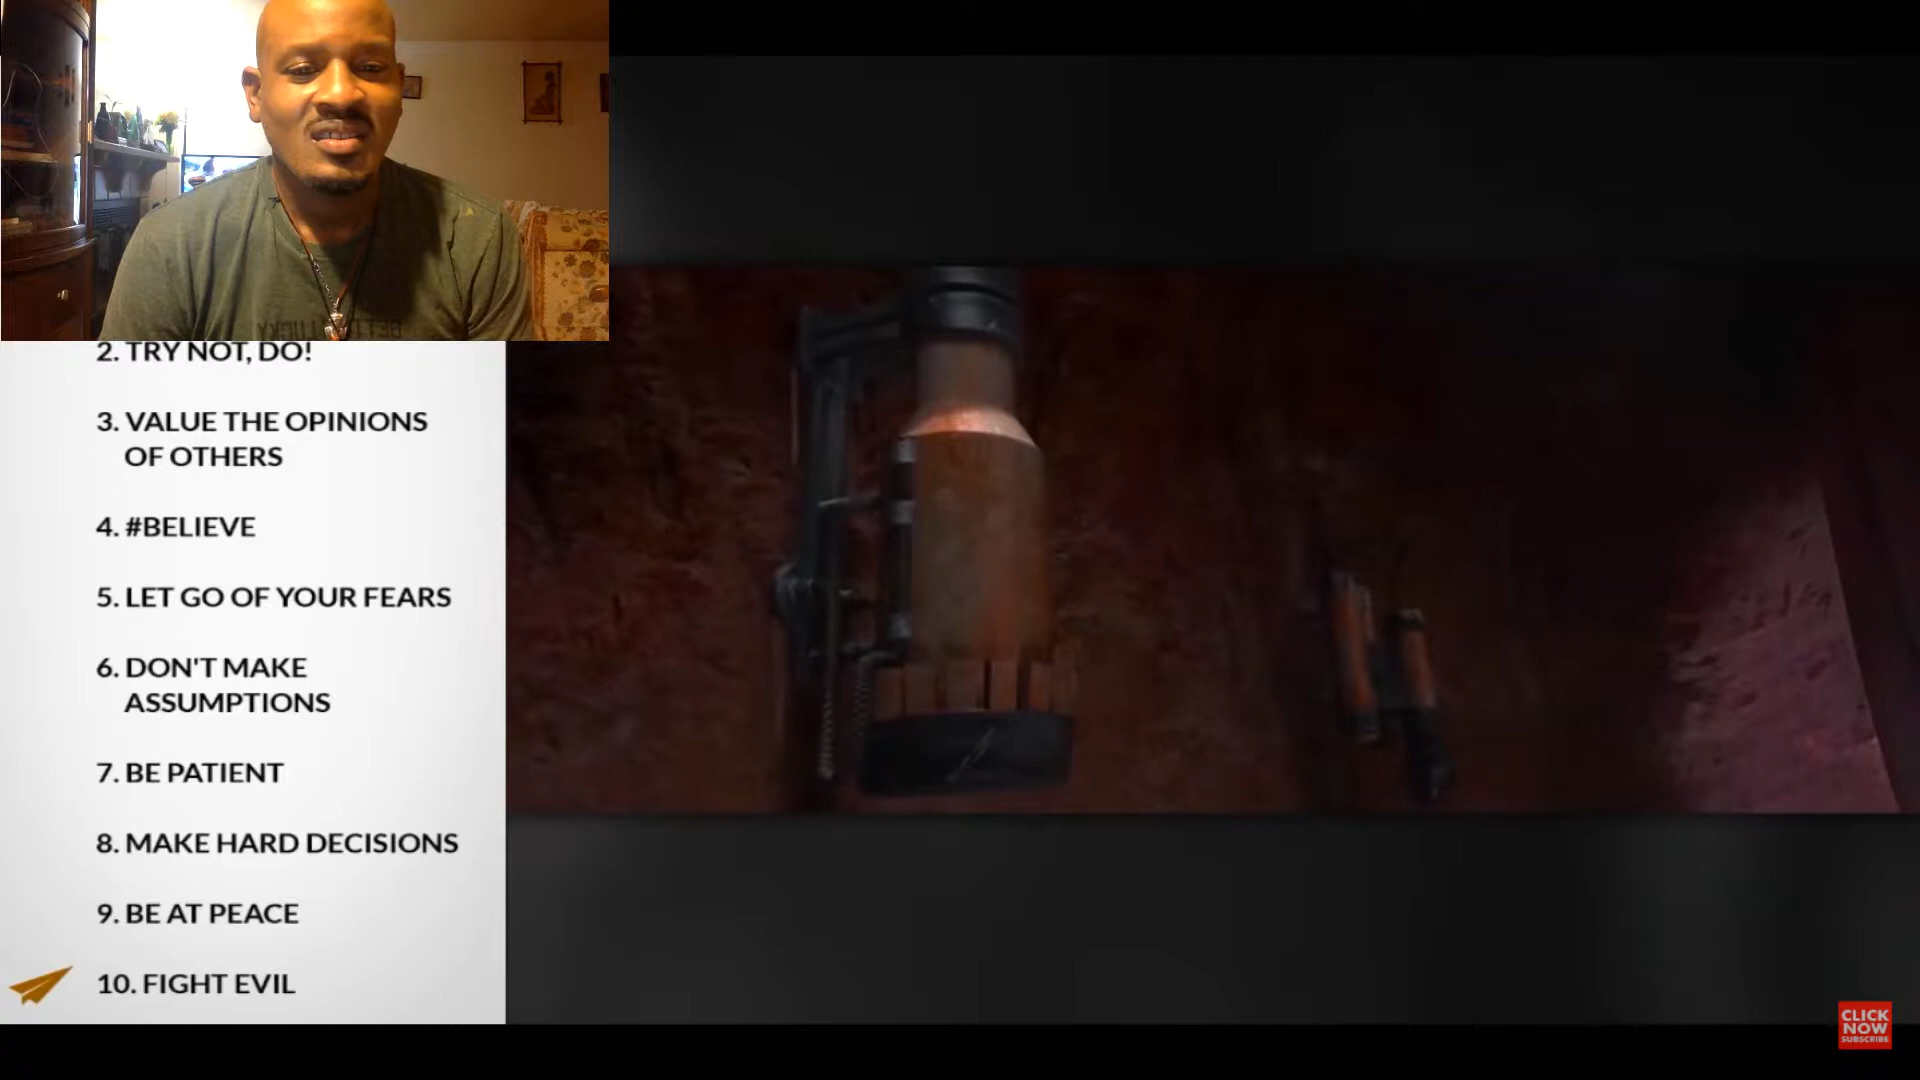 2. TRY NOT, DO!
3. VALUE THE OPINIONS
OF OTHERS
4. #BELIEVE
5. LET GO OF YOUR FEARS
6. DON'T MAKE
ASSUMPTIONS
7. BE PATIENT
8. MAKE HARD DECISIONS
9. BE AT PEACE
10. FIGHT EVIL
CLICK
NOW
SUBSCRIBE